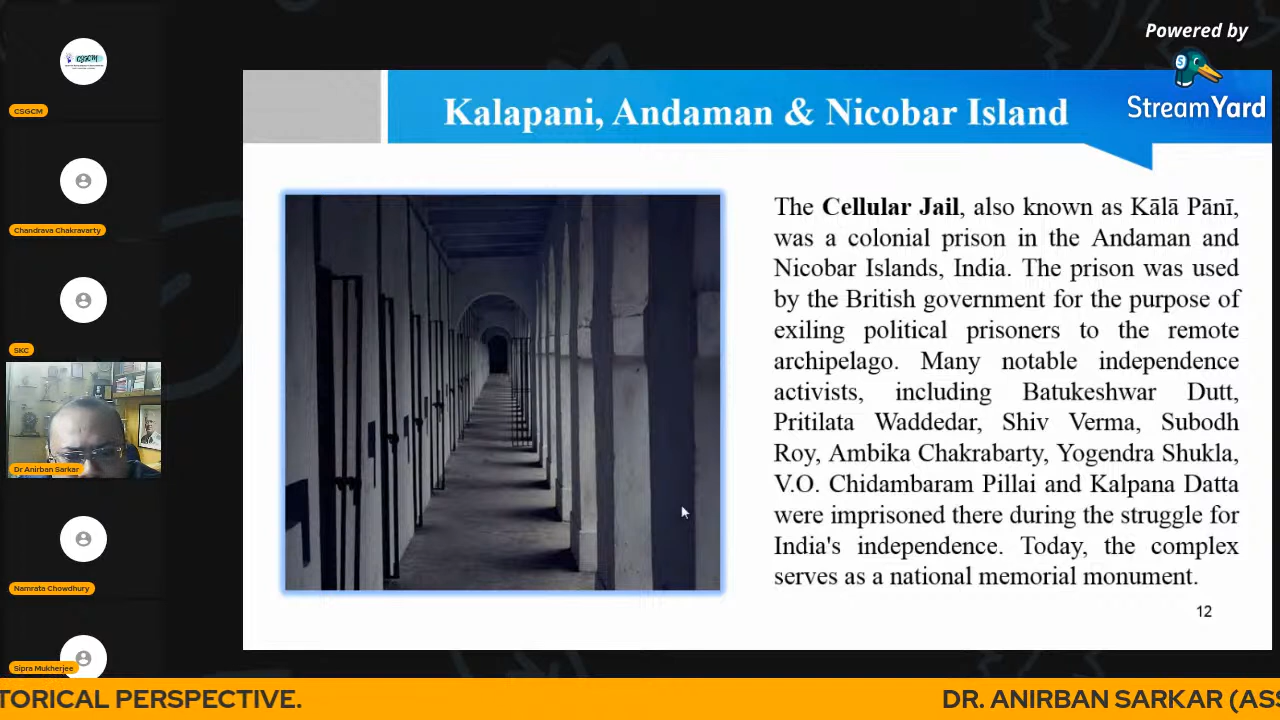 Powered by
StreamYard
CSGCM
Chandrava Chakravarty
SKC
Dr Anirban Sarkar
Namrata Chowdhury
Sipra Mukherjee
Kalapani, Andaman & Nicobar Island
The Cellular Jail, also known as Kālā Pānī,
was a colonial prison in the Andaman and
Nicobar Islands, India. The prison was used
by the British government for the purpose of
exiling political prisoners to the remote
archipelago. Many notable independence
activists, including Batukeshwar Dutt,
Pritilata Waddedar, Shiv Verma, Subodh
Roy, Ambika Chakrabarty, Yogendra Shukla,
V.O. Chidambaram Pillai and Kalpana Datta
were imprisoned there during the struggle for
India's independence. Today, the complex
serves as a national memorial monument.
12
TORICAL PERSPECTIVE. DR. ANIRBAN SARKAR (ASS